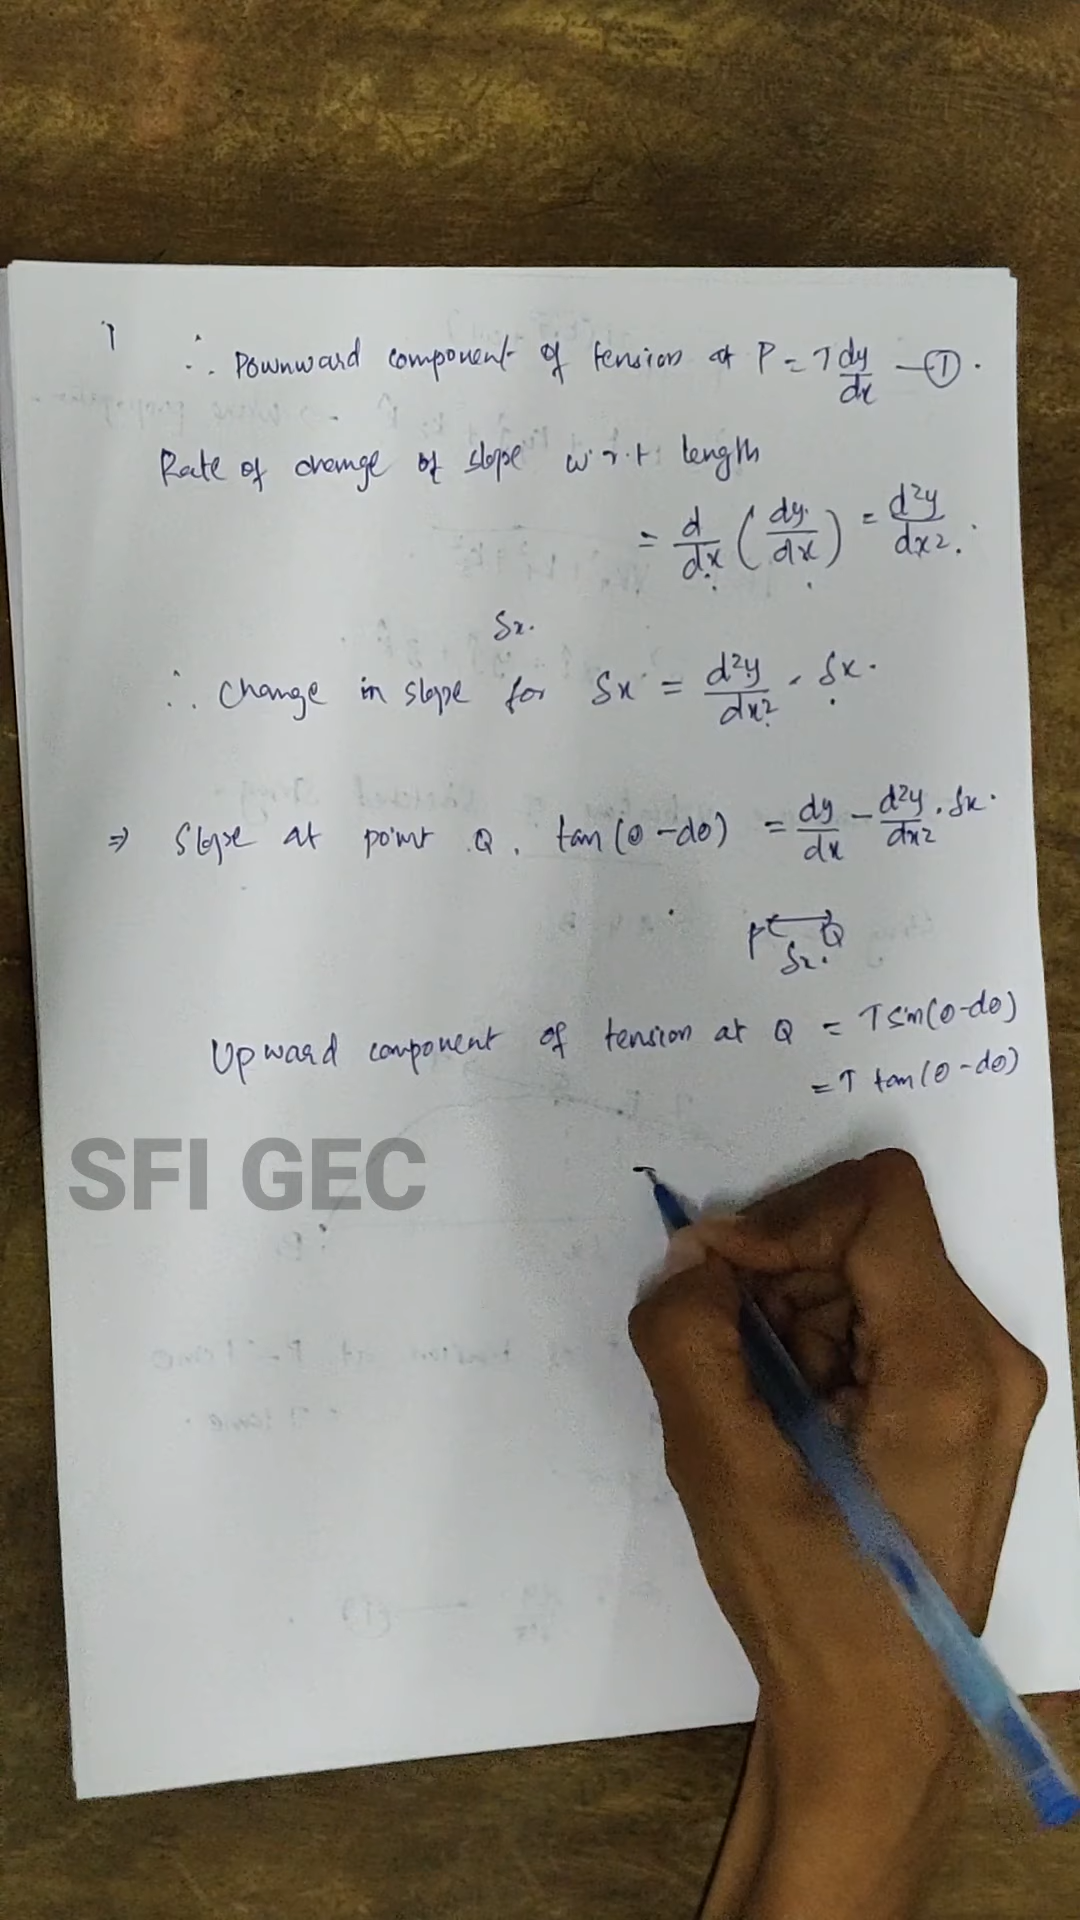 ∴ Downward component of tension at P = T dy/dx — ①.
Rate of change of slope w.r.t length
= d/dx (dy/dx) = d²y/dx².
δx.
∴ Change in slope for δx = d²y/dx² . δx.
⇒ Slope at point Q, tan(θ-dθ) = dy/dx - d²y/dx² . δx.
P Q
δx.
Upward component of tension at Q = T sin(θ-dθ)
= T tan(θ-dθ)
SFI GEC